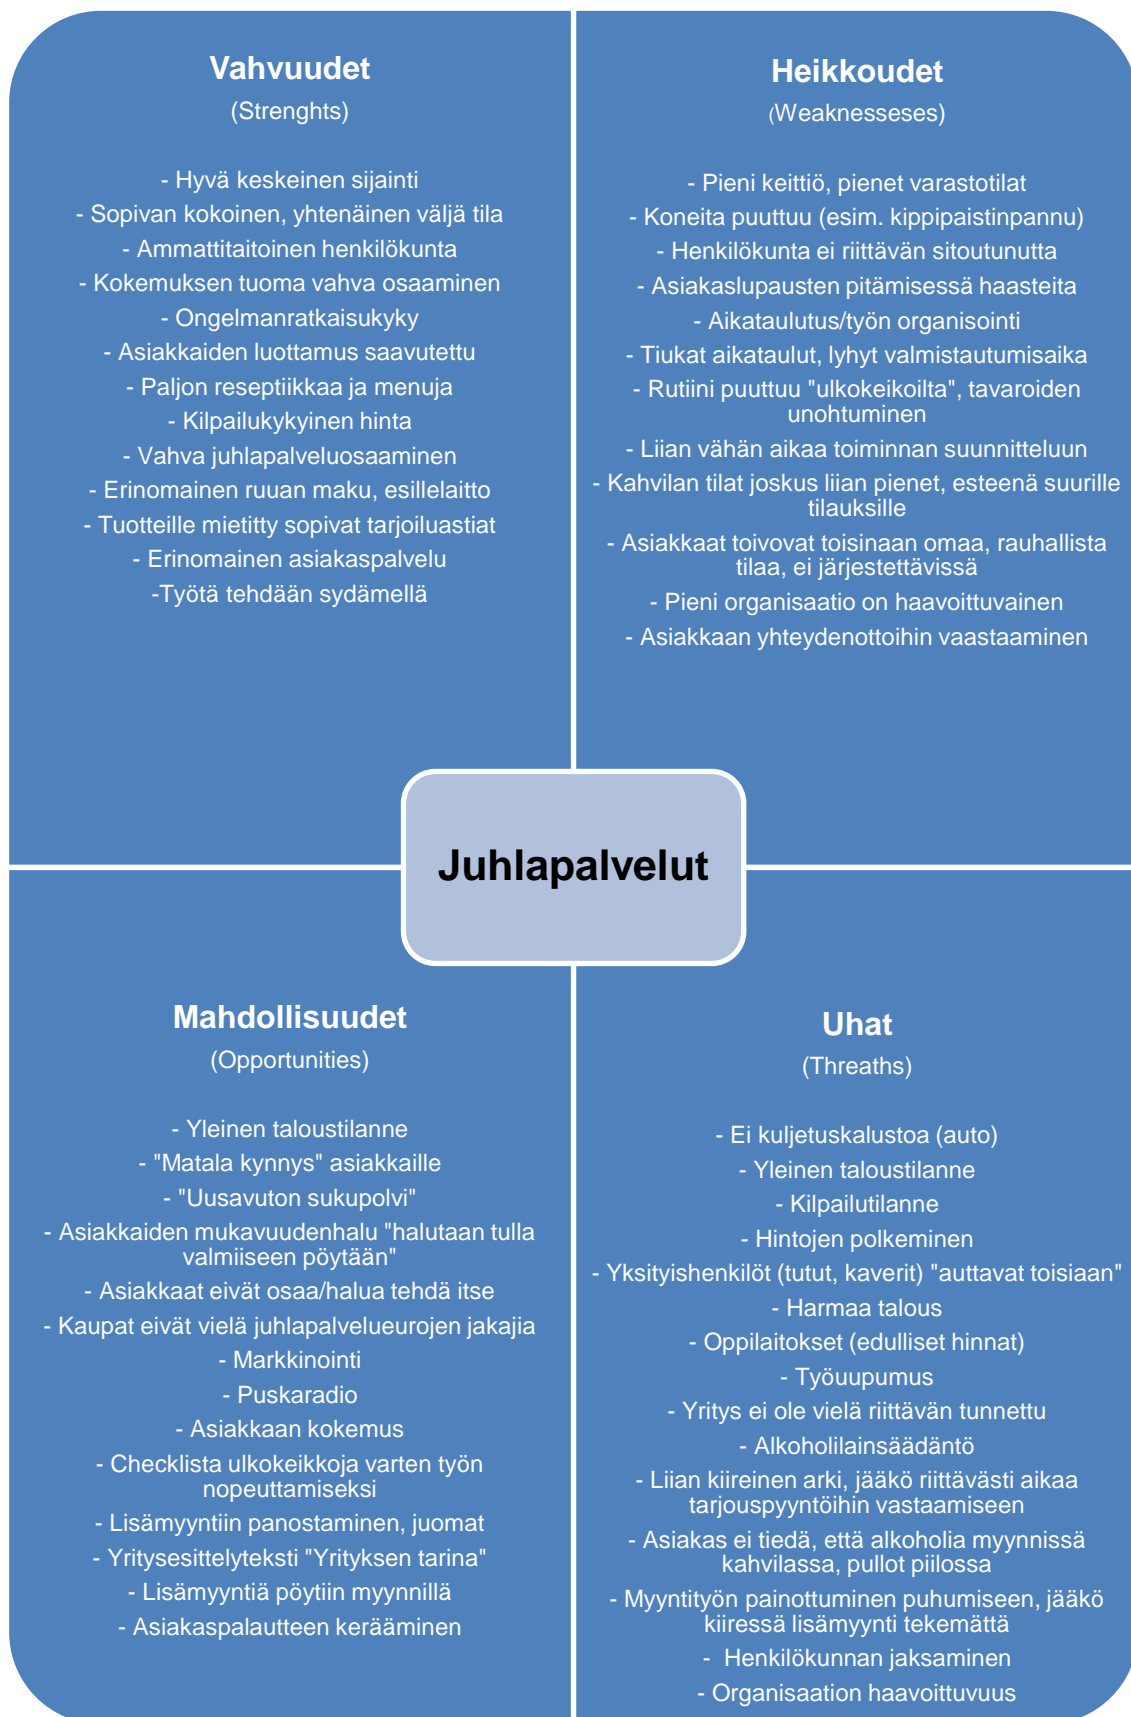 Vahvuudet
(Strenghts)
- Hyvä keskeinen sijainti
- Sopivan kokoinen, yhtenäinen väljä tila
- Ammattitaitoinen henkilökunta
- Kokemuksen tuoma vahva osaaminen
- Ongelmanratkaisukyky
- Asiakkaiden luottamus saavutettu
- Paljon reseptiikkaa ja menuja
- Kilpailukykyinen hinta
- Vahva juhlapalveluosaaminen
- Erinomainen ruuan maku, esillelaitto
- Tuotteille mietitty sopivat tarjoiluastiat
- Erinomainen asiakaspalvelu
-Työtä tehdään sydämellä
Heikkoudet
(Weaknesseses)
- Pieni keittiö, pienet varastotilat
- Koneita puuttuu (esim. kippipaistinpannu)
- Henkilökunta ei riittävän sitoutunutta
- Asiakaslupausten pitämisessä haasteita
- Aikataulutus/työn organisointi
- Tiukat aikataulut, lyhyt valmistautumisaika
- Rutiini puuttuu "ulkokeikoilta", tavaroiden
unohtuminen
- Liian vähän aikaa toiminnan suunnitteluun
- Kahvilan tilat joskus liian pienet, esteenä suurille
tilauksille
- Asiakkaat toivovat toisinaan omaa, rauhallista
tilaa, ei järjestettävissä
- Pieni organisaatio on haavoittuvainen
- Asiakkaan yhteydenottoihin vaastaaminen
Juhlapalvelut
Mahdollisuudet
(Opportunities)
- Yleinen taloustilanne
- "Matala kynnys" asiakkaille
- "Uusavuton sukupolvi"
- Asiakkaiden mukavuudenhalu "halutaan tulla
valmiiseen pöytään"
- Asiakkaat eivät osaa/halua tehdä itse
- Kaupat eivät vielä juhlapalvelueurojen jakajia
- Markkinointi
- Puskaradio
- Asiakkaan kokemus
- Checklista ulkokeikkoja varten työn
nopeuttamiseksi
- Lisämyyntiin panostaminen, juomat
- Yritysesittelyteksti "Yrityksen tarina"
- Lisämyyntiä pöytiin myynnillä
- Asiakaspalautteen kerääminen
Uhat
(Threaths)
- Ei kuljetuskalustoa (auto)
- Yleinen taloustilanne
- Kilpailutilanne
- Hintojen polkeminen
- Yksityishenkilöt (tutut, kaverit) "auttavat toisiaan"
- Harmaa talous
- Oppilaitokset (edulliset hinnat)
- Työuupumus
- Yritys ei ole vielä riittävän tunnettu
- Alkoholilainsäädäntö
- Liian kiireinen arki, jääkö riittävästi aikaa
tarjouspyyntöihin vastaamiseen
- Asiakas ei tiedä, että alkoholia myynnissä
kahvilassa, pullot piilossa
- Myyntityön painottuminen puhumiseen, jääkö
kiiressä lisämyynti tekemättä
- Henkilökunnan jaksaminen
- Organisaation haavoittuvuus